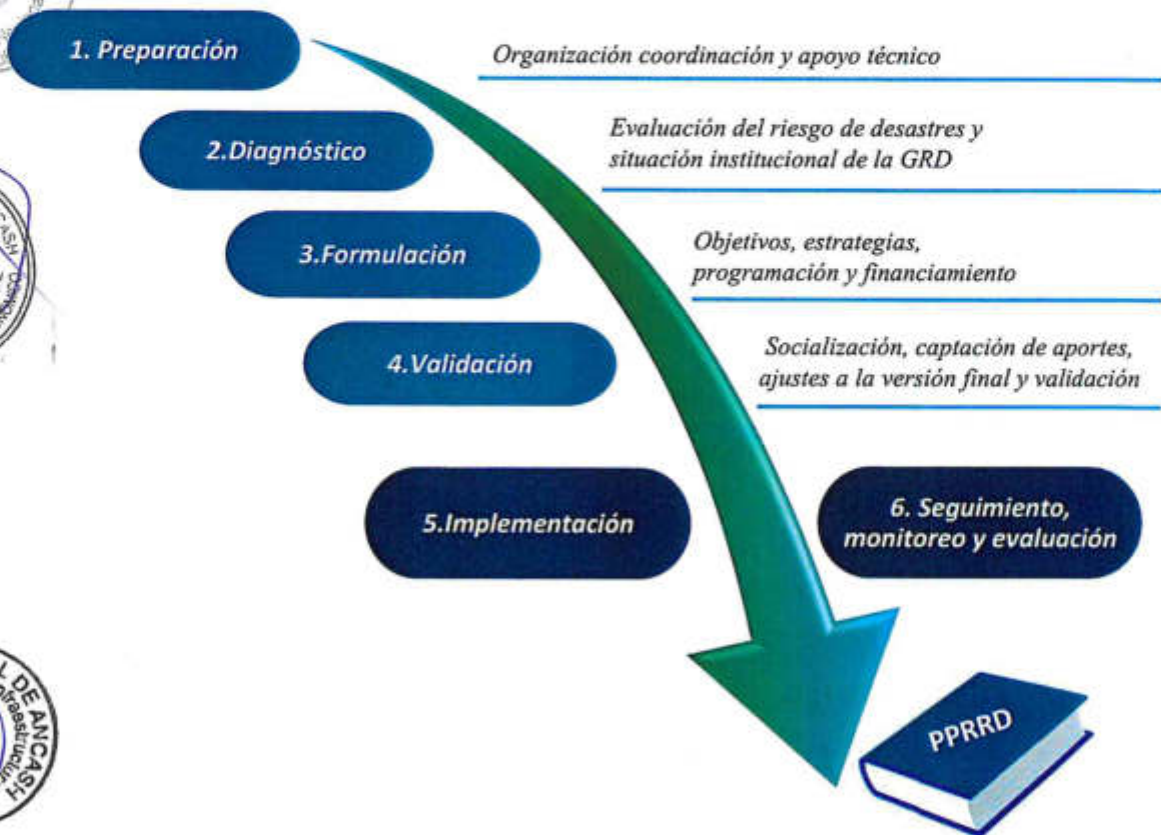 1. Preparación
Organización coordinación y apoyo técnico
2.Diagnóstico
Evaluación del riesgo de desastres y
situación institucional de la GRD
3.Formulación
Objetivos, estrategias,
programación y financiamiento
4.Validación
Socialización, captación de aportes,
ajustes a la versión final y validación
5.Implementación
6. Seguimiento,
monitoreo y evaluación
PPRRD
L DE ANCASH